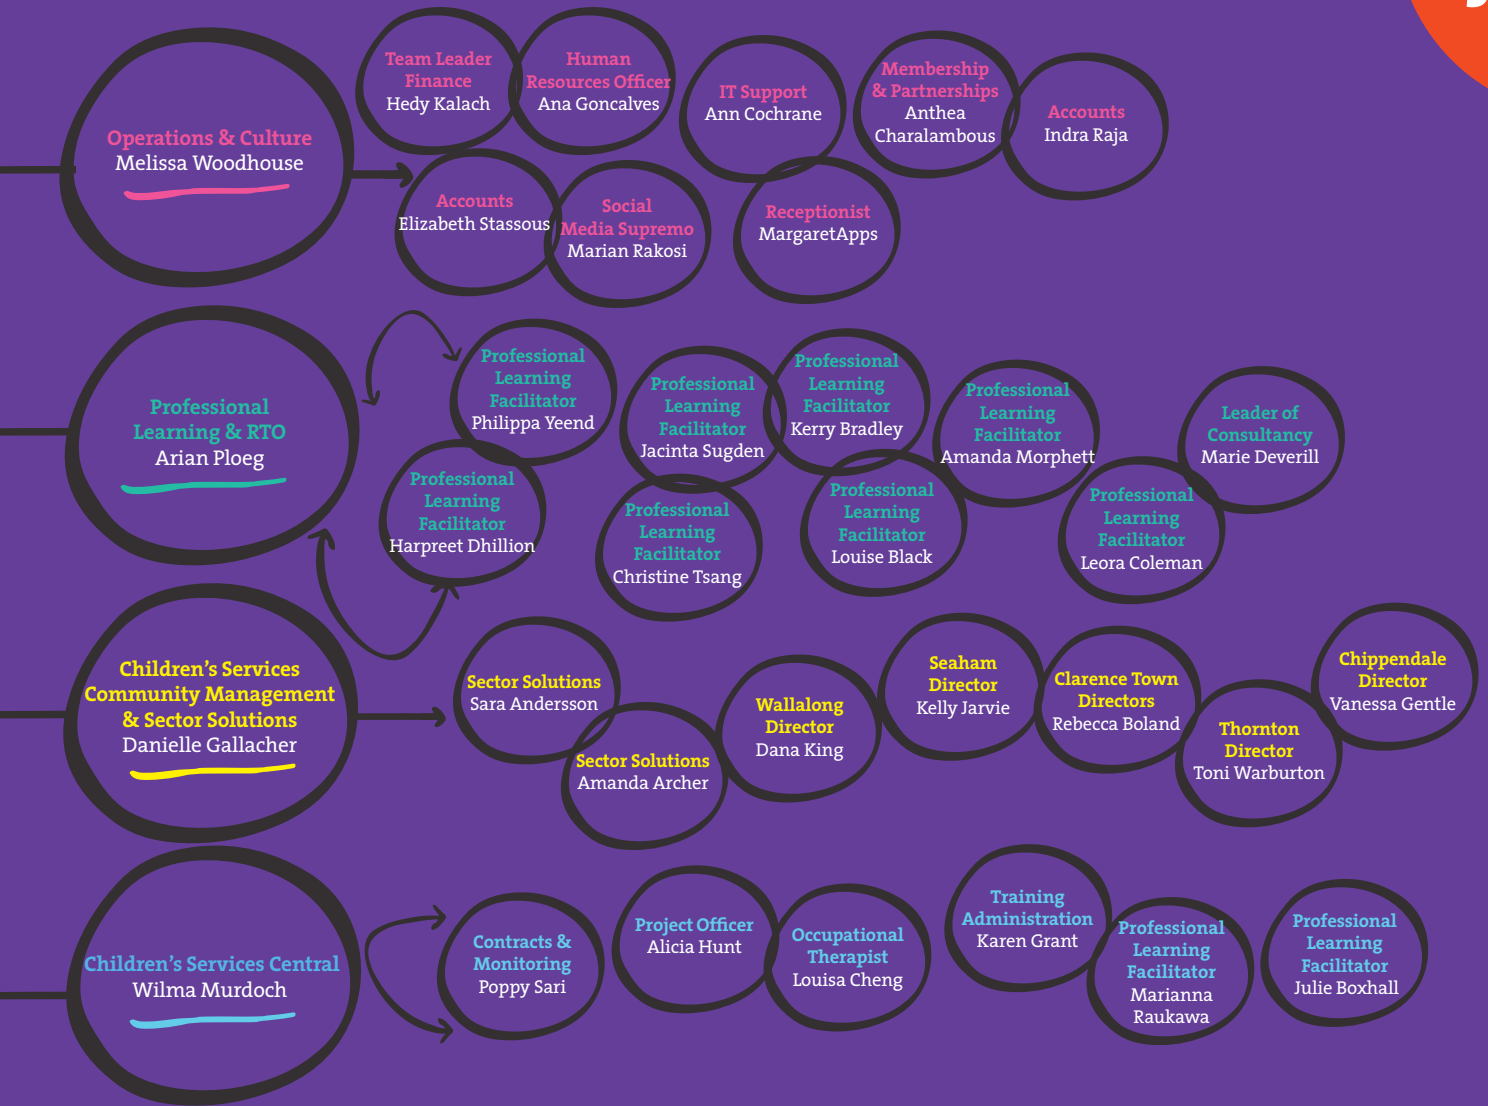 Operations & Culture
Melissa Woodhouse
Team Leader
Finance
Hedy Kalach
Human
Resources Officer
Ana Goncalves
IT Support
Ann Cochrane
Membership
& Partnerships
Anthea
Charalambous
Accounts
Indra Raja
Accounts
Elizabeth Stassous
Social
Media Supremo
Marian Rakosi
Receptionist
MargaretApps
Professional
Learning & RTO
Arian Ploeg
Professional
Learning
Facilitator
Philippa Yeend
Professional
Learning
Facilitator
Jacinta Sugden
Professional
Learning
Facilitator
Kerry Bradley
Professional
Learning
Facilitator
Amanda Morphett
Leader of
Consultancy
Marie Deverill
Professional
Learning
Facilitator
Harpreet Dhillion
Professional
Learning
Facilitator
Christine Tsang
Professional
Learning
Facilitator
Louise Black
Professional
Learning
Facilitator
Leora Coleman
Children’s Services
Community Management
& Sector Solutions
Danielle Gallacher
Sector Solutions
Sara Andersson
Sector Solutions
Amanda Archer
Wallalong
Director
Dana King
Seaham
Director
Kelly Jarvie
Clarence Town
Directors
Rebecca Boland
Thornton
Director
Toni Warburton
Chippendale
Director
Vanessa Gentle
Children’s Services Central
Wilma Murdoch
Contracts &
Monitoring
Poppy Sari
Project Officer
Alicia Hunt
Occupational
Therapist
Louisa Cheng
Training
Administration
Karen Grant
Professional
Learning
Facilitator
Marianna
Raukawa
Professional
Learning
Facilitator
Julie Boxhall